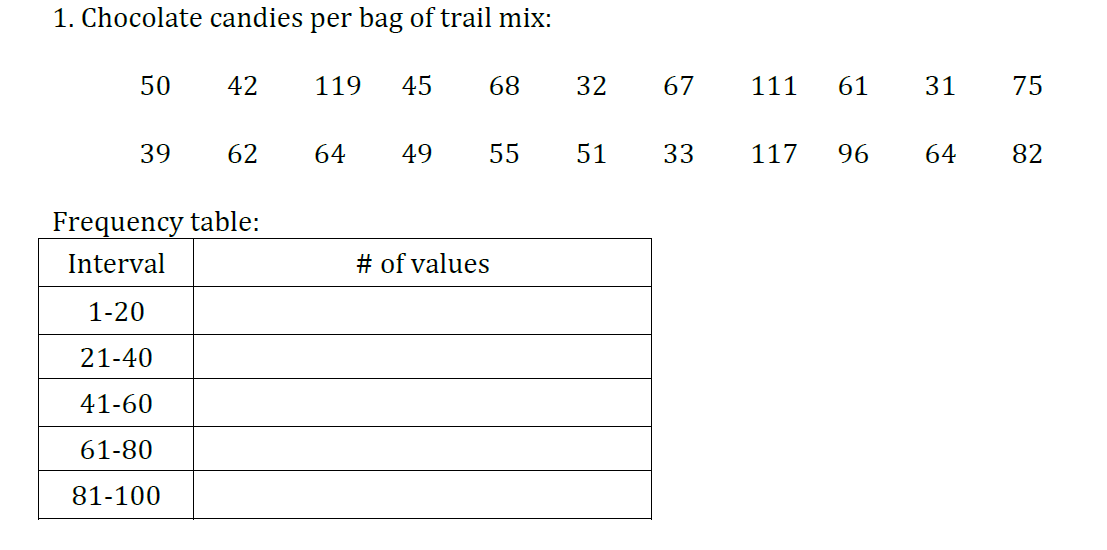 1. Chocolate candies per bag of trail mix:
50 42 119 45 68 32 67 111 61 31 75
39 62 64 49 55 51 33 117 96 64 82
Frequency table:
Interval # of values
1-20
21-40
41-60
61-80
81-100